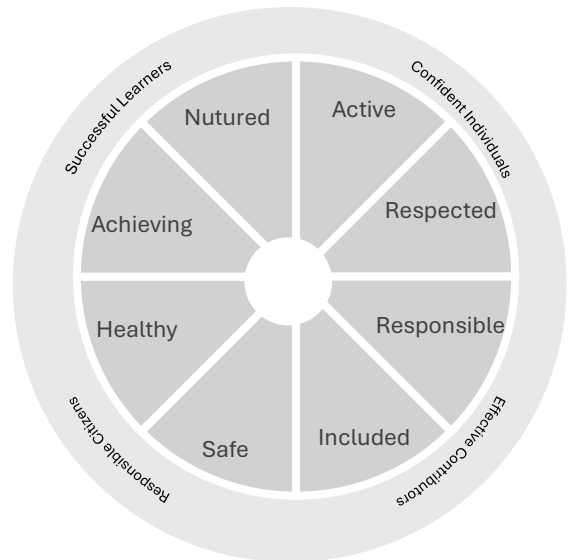 Successful Learners
Confident Individuals
Nutured
Active
Achieving
Respected
Healthy
Responsible
Safe
Included
Responsible Citizens
Effective Contributors